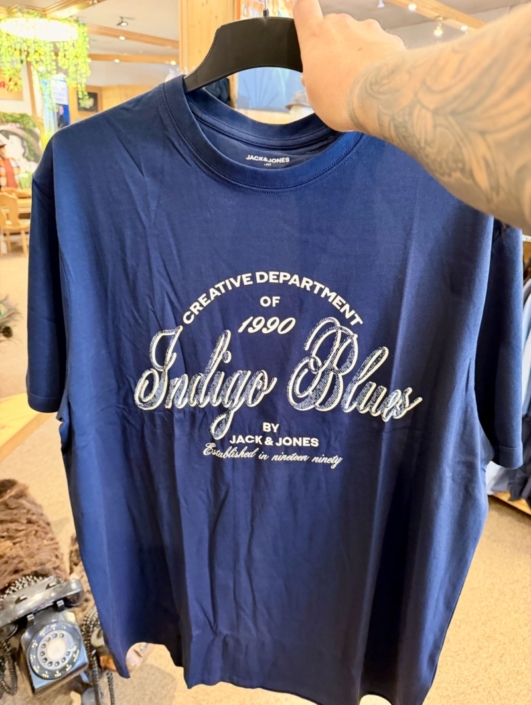 JACK&JONES
CREATIVE DEPARTMENT
OF
1990
Indigo Blues
BY
JACK & JONES
Established in nineteen ninety